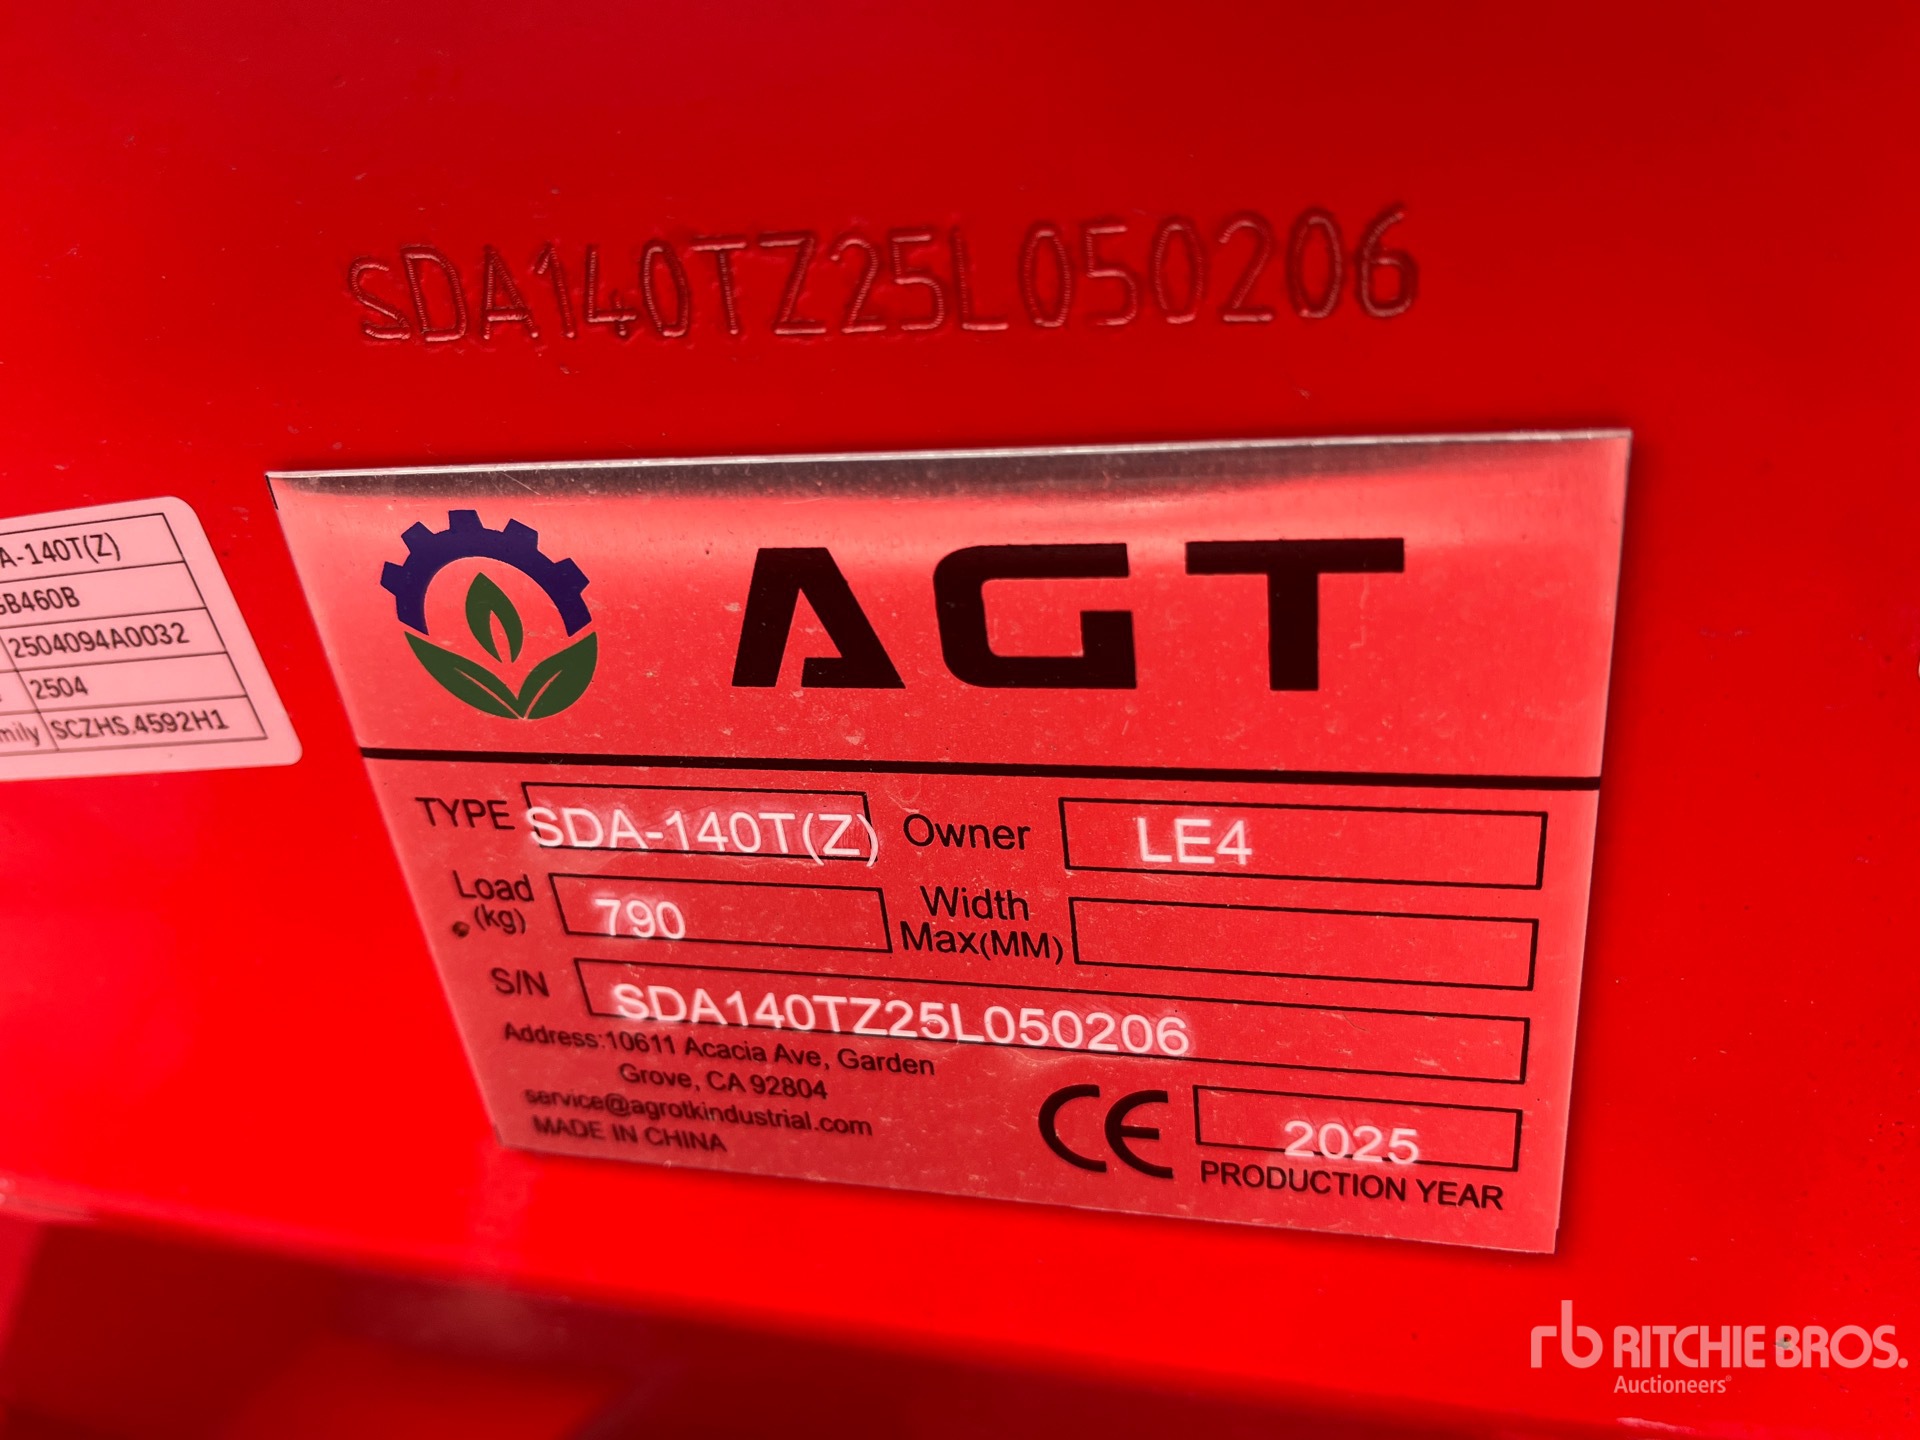 SDA140TZ25L050206
A-140T(Z)
GB460B
2504094A0032
2504
mily SCZHS.4592H1
AGT
TYPE SDA-140T(Z) Owner LE4
Load (kg) 790 Width Max(MM)
S/N SDA140TZ25L050206
Address:10611 Acacia Ave, Garden
Grove, CA 92804
service@agrotkindustrial.com
MADE IN CHINA
CE 2025
PRODUCTION YEAR
rb RITCHIE BROS.
Auctioneers